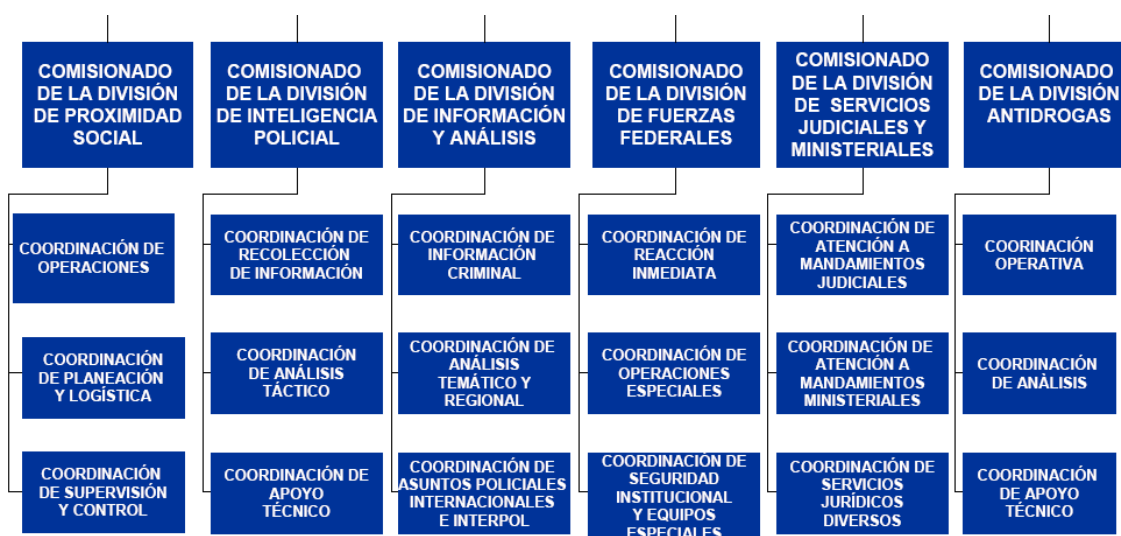 COMISIONADO
DE LA DIVISIÓN
DE PROXIMIDAD
SOCIAL
COMISIONADO
DE LA DIVISIÓN
DE INTELIGENCIA
POLICIAL
COMISIONADO
DE LA DIVISIÓN
DE INFORMACIÓN
Y ANÁLISIS
COMISIONADO
DE LA DIVISIÓN
DE FUERZAS
FEDERALES
COMISIONADO
DE LA DIVISIÓN
DE SERVICIOS
JUDICIALES Y
MINISTERIALES
COMISIONADO
DE LA DIVISIÓN
ANTIDROGAS
COORDINACIÓN DE
OPERACIONES
COORDINACIÓN DE
RECOLECCIÓN
DE INFORMACIÓN
COORDINACIÓN DE
INFORMACIÓN
CRIMINAL
COORDINACIÓN DE
REACCIÓN
INMEDIATA
COORDINACIÓN DE
ATENCIÓN A
MANDAMIENTOS
JUDICIALES
COORINACIÓN
OPERATIVA
COORDINACIÓN
DE PLANEACIÓN
Y LOGÍSTICA
COORDINACIÓN
DE ANÁLISIS
TÁCTICO
COORDINACIÓN DE
ANÁLISIS
TEMÁTICO Y
REGIONAL
COORDINACIÓN DE
OPERACIONES
ESPECIALES
COORDINACIÓN DE
ATENCIÓN A
MANDAMIENTOS
MINISTERIALES
COORDINACIÓN
DE ANÀLISIS
COORDINACIÓN
DE SUPERVISIÓN
Y CONTROL
COORDINACIÓN DE
APOYO
TÉCNICO
COORDINACIÓN DE
ASUNTOS POLICIALES
INTERNACIONALES
E INTERPOL
COORDINACIÓN DE
SEGURIDAD
INSTITUCIONAL
Y EQUIPOS
ESPECIALES
COORDINACIÓN DE
SERVICIOS
JURÍDICOS
DIVERSOS
COORDINACIÓN
DE APOYO
TÉCNICO